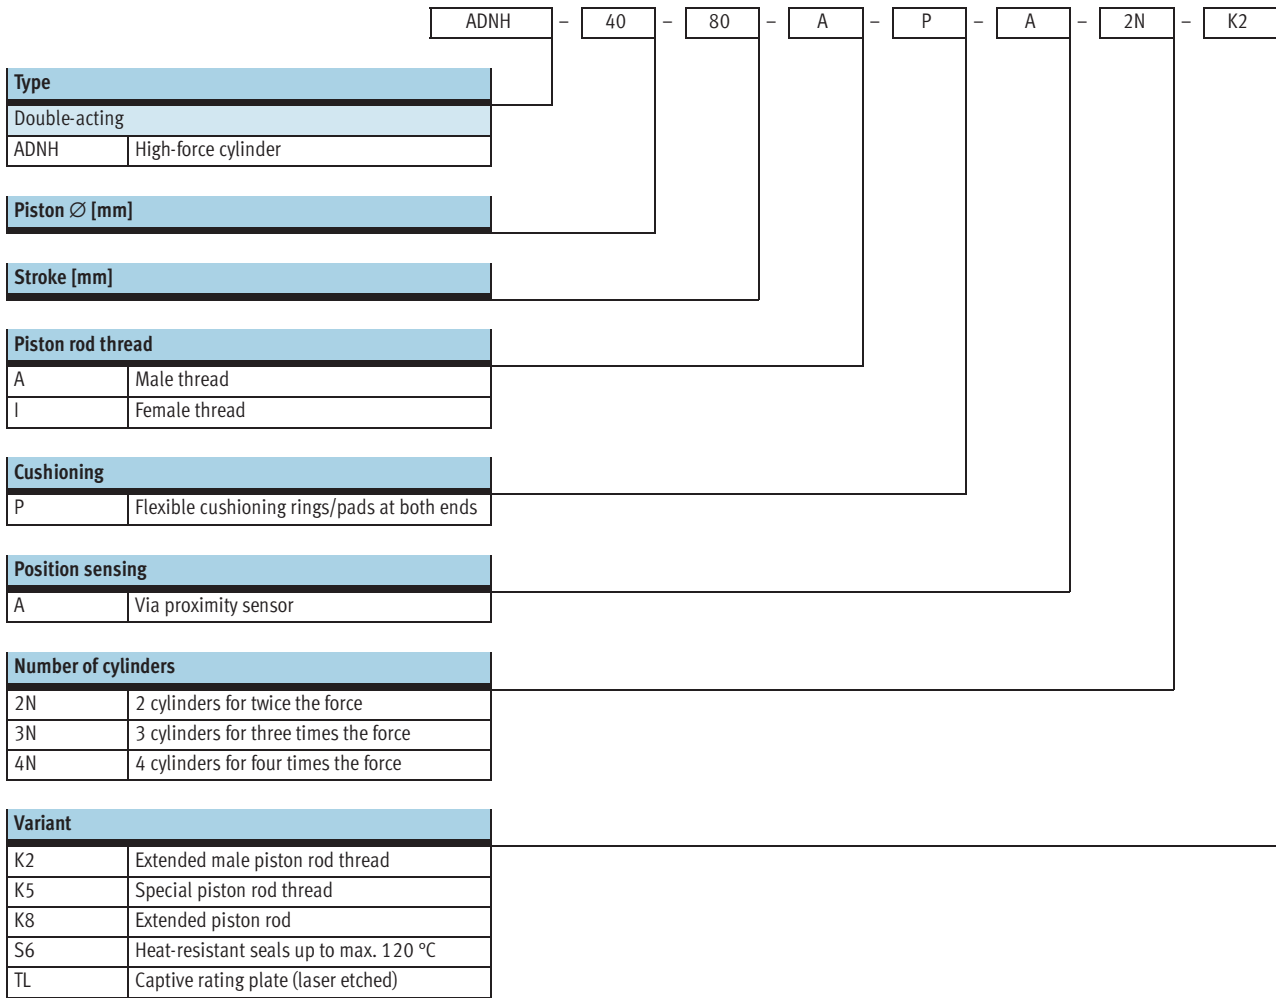 ADNH – 40 – 80 – A – P – A – 2N – K2
Type
Double-acting
ADNH High-force cylinder
Piston ∅ [mm]
Stroke [mm]
Piston rod thread
A Male thread
I Female thread
Cushioning
P Flexible cushioning rings/pads at both ends
Position sensing
A Via proximity sensor
Number of cylinders
2N 2 cylinders for twice the force
3N 3 cylinders for three times the force
4N 4 cylinders for four times the force
Variant
K2 Extended male piston rod thread
K5 Special piston rod thread
K8 Extended piston rod
S6 Heat-resistant seals up to max. 120 °C
TL Captive rating plate (laser etched)